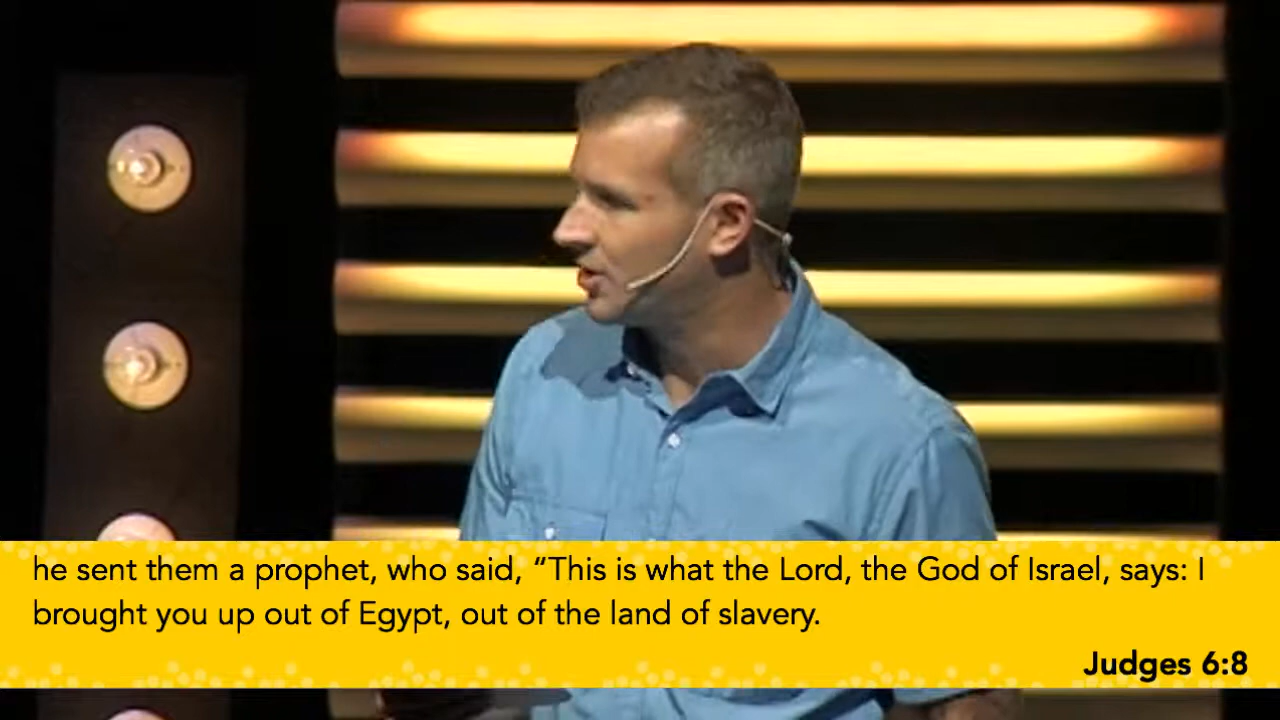 he sent them a prophet, who said, “This is what the Lord, the God of Israel, says: I
brought you up out of Egypt, out of the land of slavery.
Judges 6:8